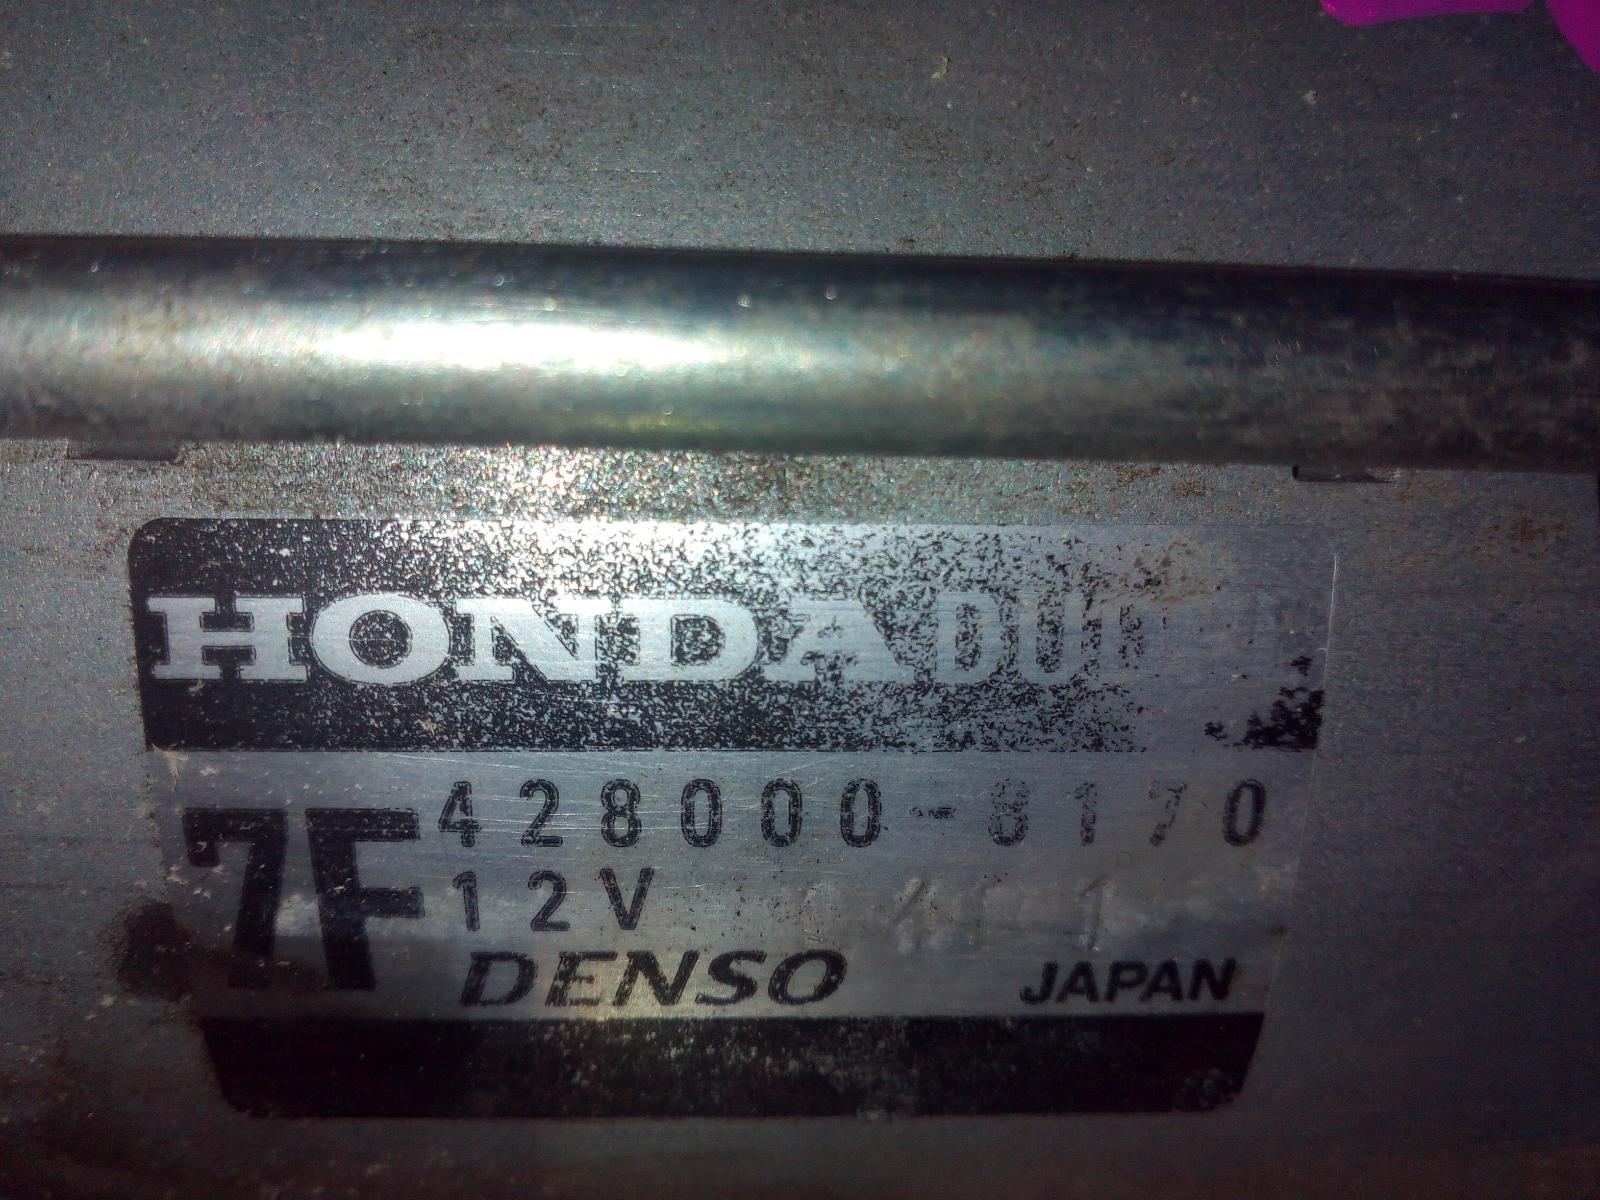 HONDA
428000-8170
7F
12V
DENSO JAPAN